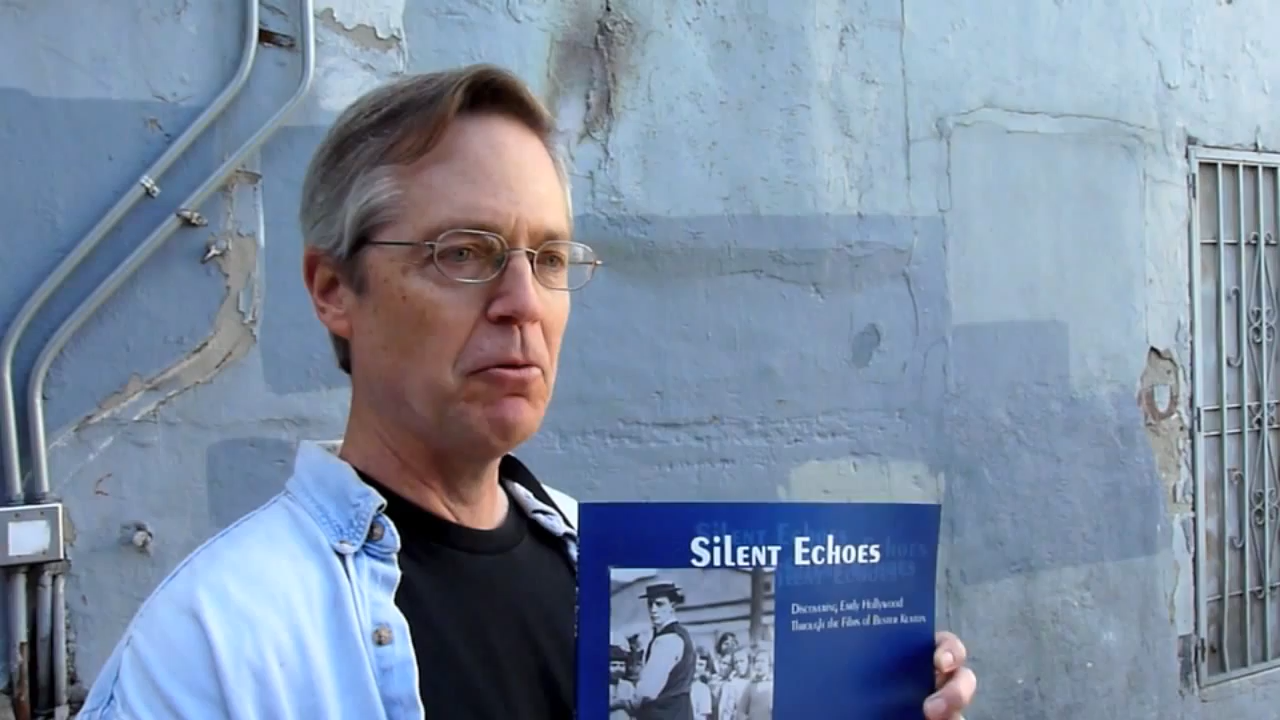 Silent Echoes
Discovering Early Hollywood
Through the Films of Buster Keaton